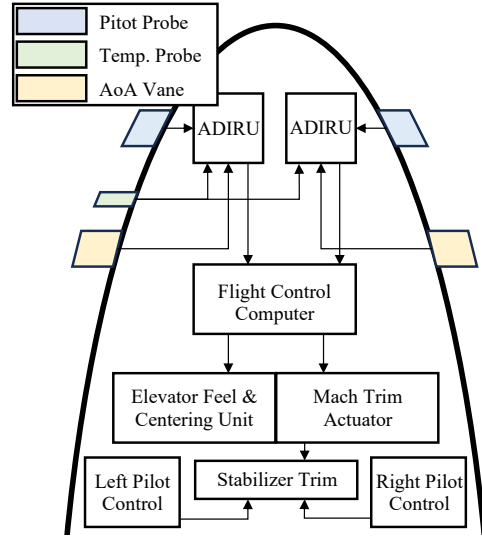 Pitot Probe
Temp. Probe
AoA Vane
ADIRU
ADIRU
Flight Control
Computer
Elevator Feel &
Centering Unit
Mach Trim
Actuator
Left Pilot
Control
Stabilizer Trim
Right Pilot
Control